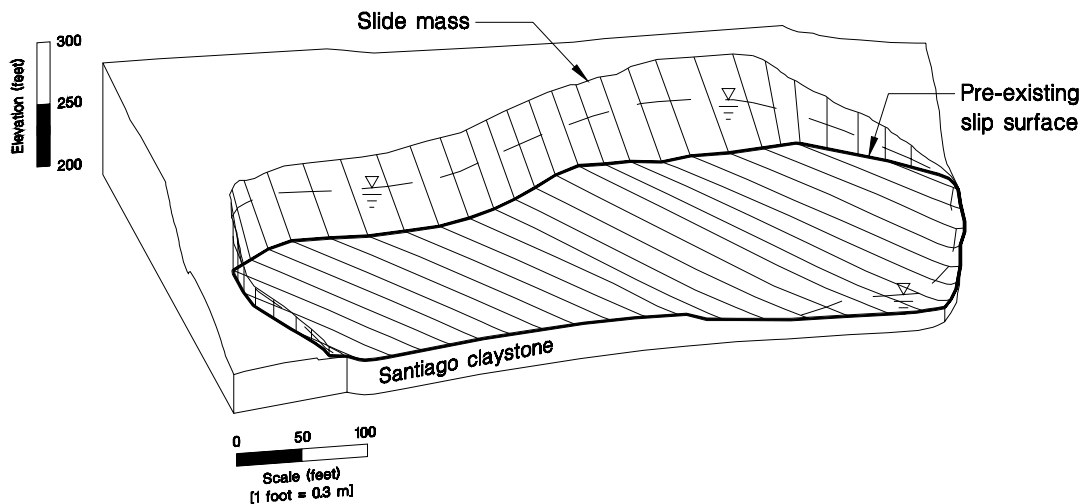 Slide mass
300
Elevation (feet)
250
200
Pre-existing
slip surface
Santiago claystone
0 50 100
Scale (feet)
[1 foot = 0.3 m]